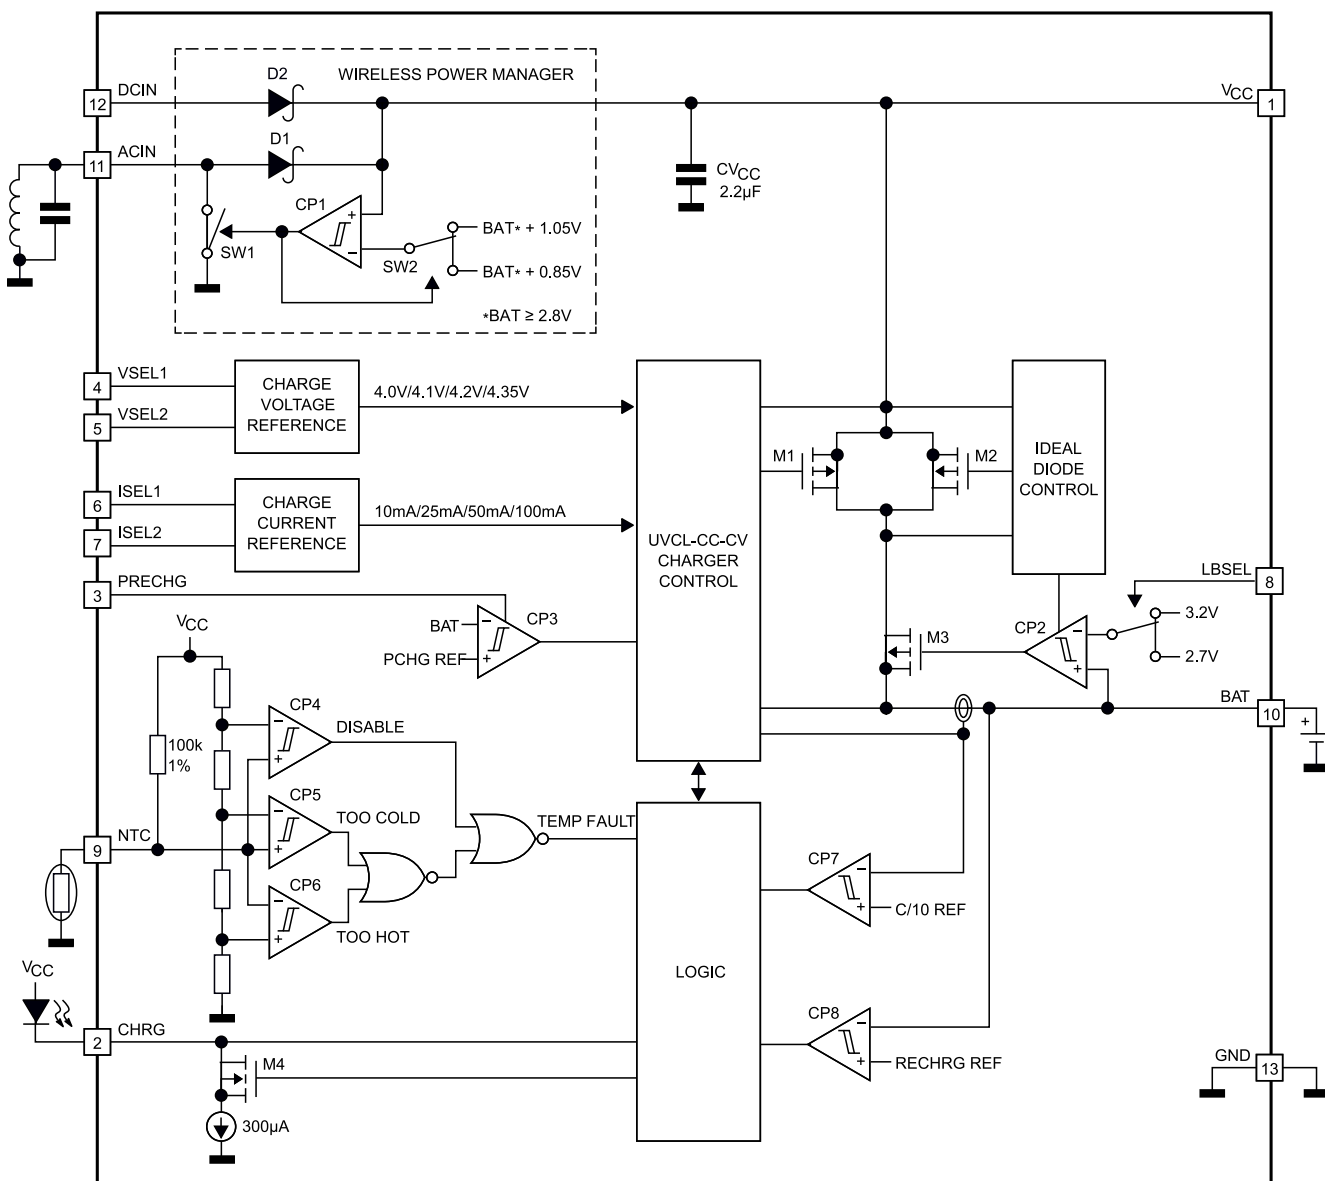 WIRELESS POWER MANAGER
D2
DCIN
12
VCC
1
D1
ACIN
11
CVCC
2.2µF
CP1
+
−
SW1
SW2
BAT* + 1.05V
BAT* + 0.85V
*BAT ≥ 2.8V
VSEL1
4
VSEL2
5
CHARGE
VOLTAGE
REFERENCE
4.0V/4.1V/4.2V/4.35V
ISEL1
6
ISEL2
7
CHARGE
CURRENT
REFERENCE
10mA/25mA/50mA/100mA
PRECHG
3
UVCL-CC-CV
CHARGER
CONTROL
M1
M2
IDEAL
DIODE
CONTROL
LBSEL
8
3.2V
2.7V
CP2
−
+
M3
BAT
10
+
BAT
PCHG REF
−
+
CP3
VCC
100k
1%
CP4
−
+
DISABLE
CP5
−
+
TOO COLD
CP6
−
+
TOO HOT
NTC
9
TEMP FAULT
LOGIC
CP7
−
+
C/10 REF
CP8
−
+
RECHRG REF
VCC
CHRG
2
M4
300µA
GND
13